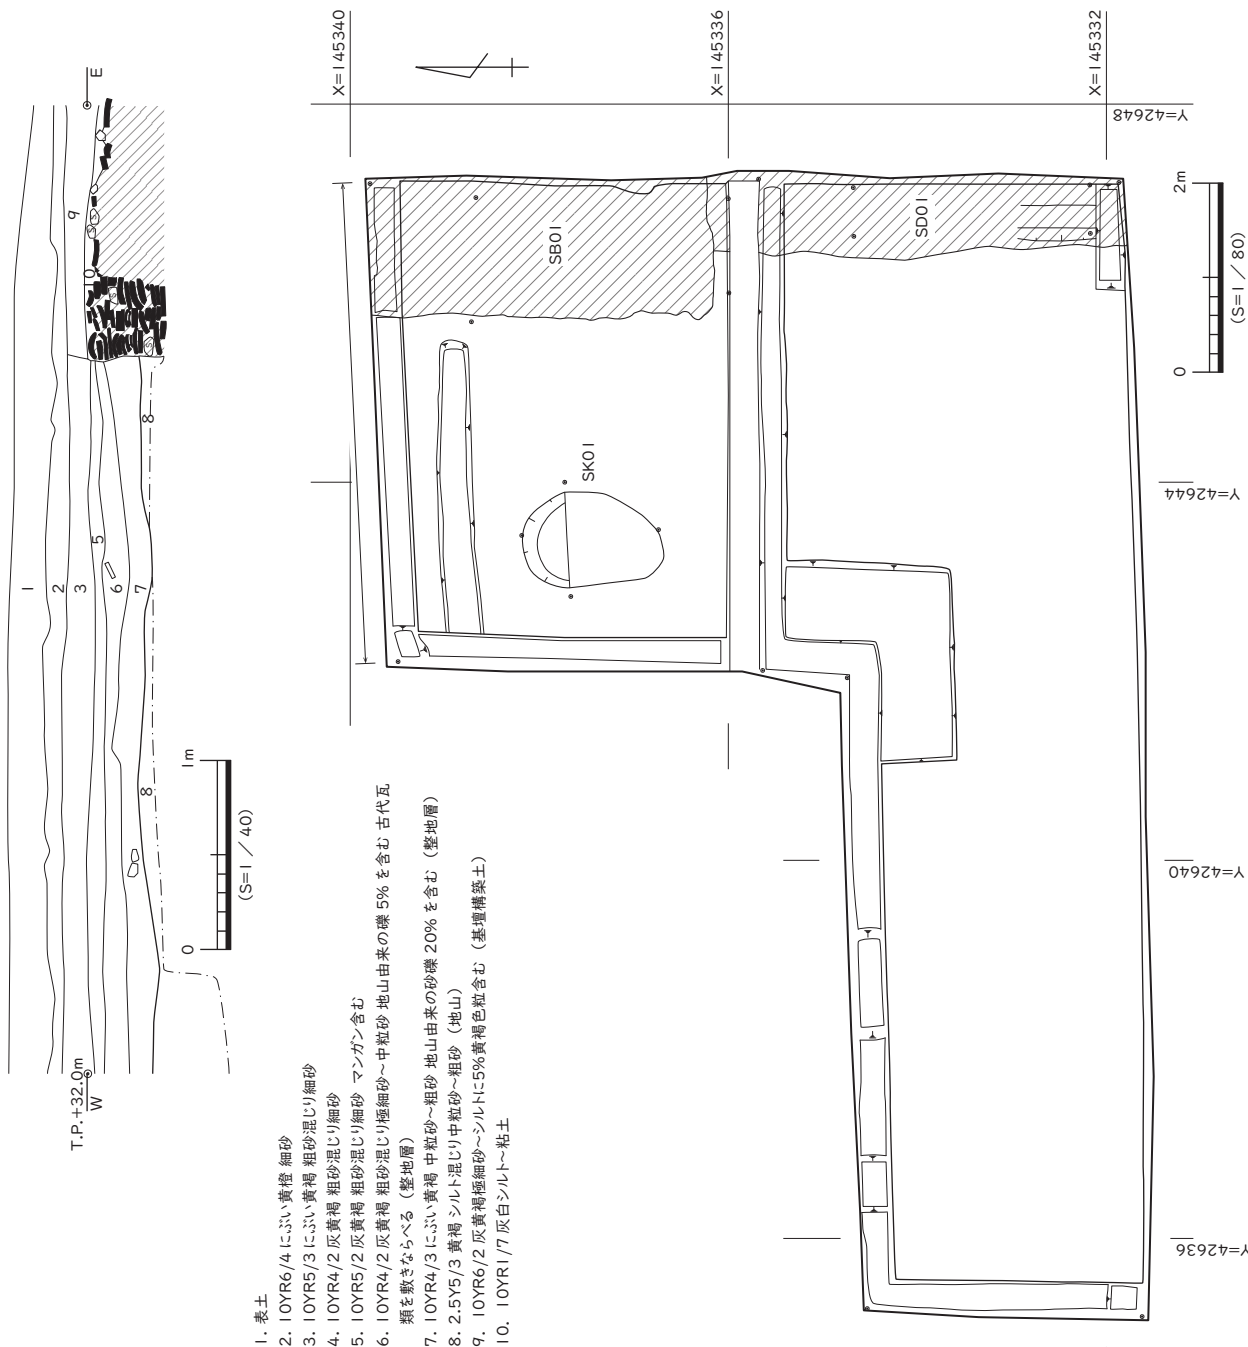 X=145340
X=145336
X=145332
Y=42648
Y=42644
Y=42640
Y=42636
SB01
SD01
SK01
0
2m
(S=1／80)
E
9
10
1
2
3
5
6
7
8
8
S
S
S
S
T.P.+32.0m
W
0
1m
(S=1／40)
1. 表土
2. 10YR6/4 にぶい黄橙 細砂
3. 10YR5/3 にぶい黄褐 粗砂混じり細砂
4. 10YR4/2 灰黄褐 粗砂混じり細砂
5. 10YR5/2 灰黄褐 粗砂混じり細砂 マンガン含む
6. 10YR4/2 灰黄褐 粗砂混じり極細砂～中粒砂 地山由来の礫 5% を含む 古代瓦
類を敷きならべる（整地層）
7. 10YR4/3 にぶい黄褐 中粒砂～粗砂 地山由来の砂礫 20% を含む（整地層）
8. 2.5Y5/3 黄褐 シルト混じり中粒砂～粗砂（地山）
9. 10YR6/2 灰黄褐極細砂～シルトに5%黄褐色粒含む（基壇構築土）
10. 10YR1/7 灰白シルト～粘土